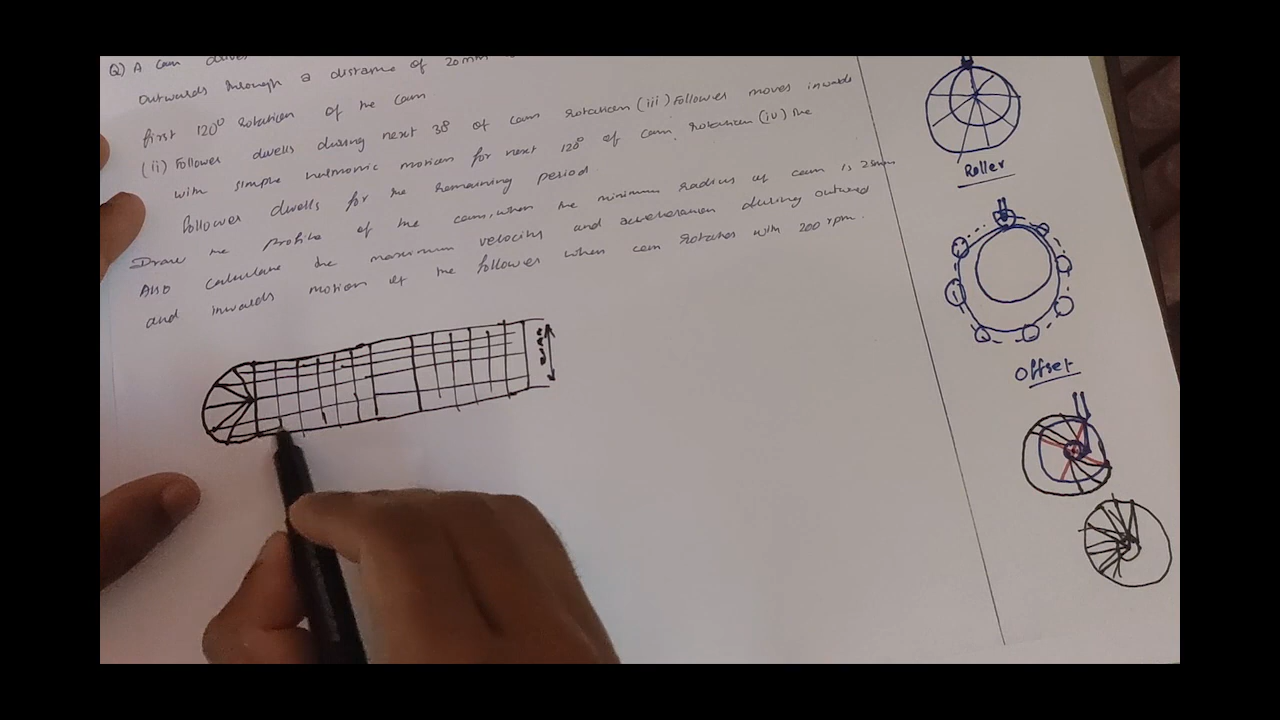 Q) A cam drives
outwards through a distance of 20mm
first 120° rotation of the cam
(ii) Follower dwells during next 30° of cam rotation (iii) Follower moves inwards
with simple harmonic motion for next 120° of cam rotation (iv) The
follower dwells for the remaining period.
Draw the profile of the cam, when the minimum radius of cam is 25mm
Also calculate the maximum velocity and acceleration during outward
and inwards motion of the follower when cam rotates with 200 rpm.
Roller
Offset